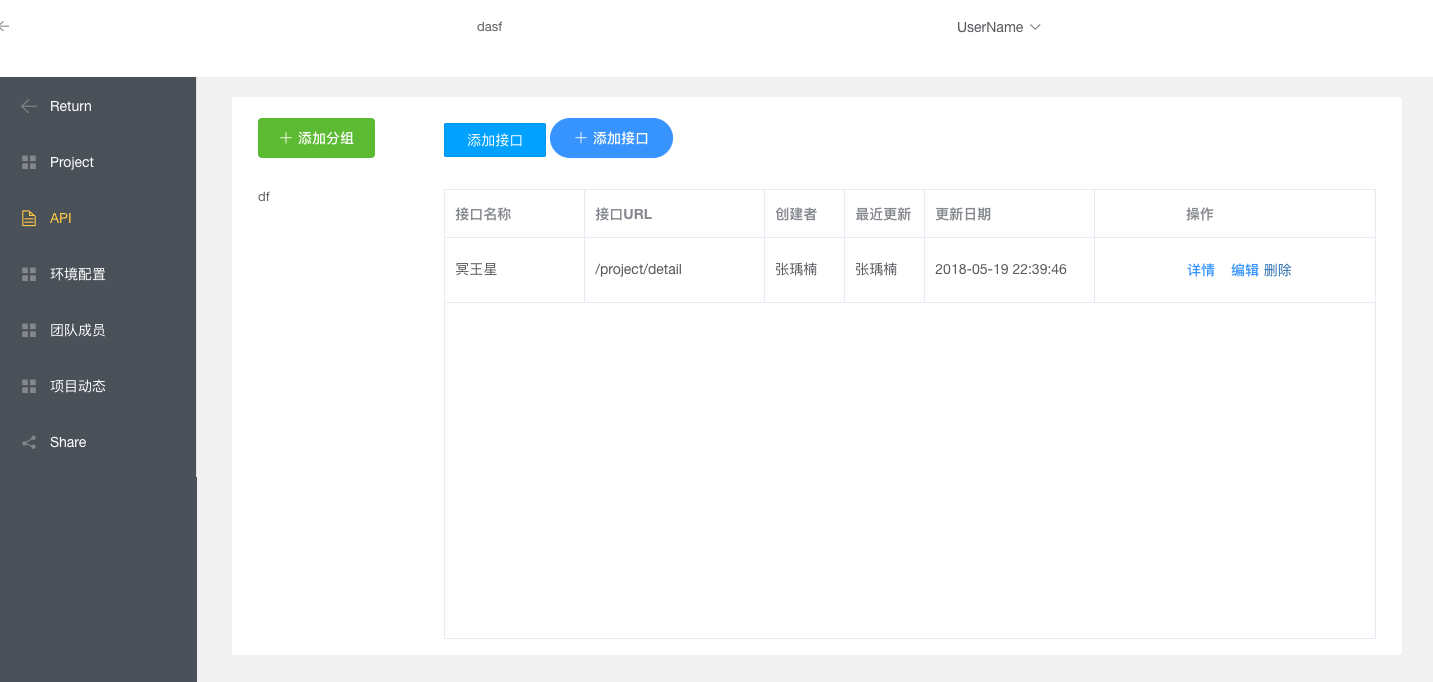 dasf
UserName
Return
Project
API
环境配置
团队成员
项目动态
Share
添加分组
添加接口
添加接口
df
接口名称 接口URL 创建者 最近更新 更新日期 操作
冥王星 /project/detail 张瑀楠 张瑀楠 2018-05-19 22:39:46 详情 编辑 删除